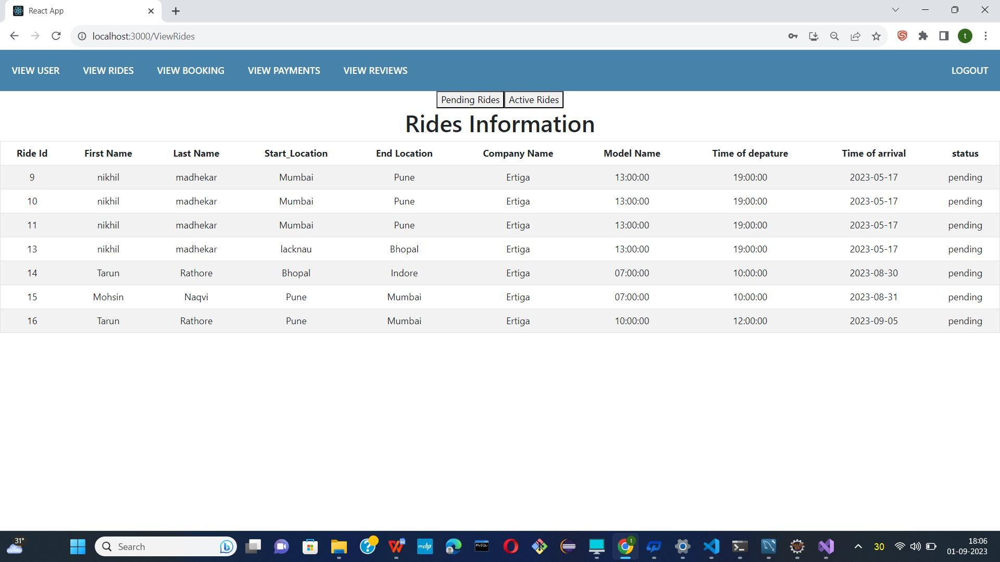 React App
localhost:3000/ViewRides
t
VIEW USER VIEW RIDES VIEW BOOKING VIEW PAYMENTS VIEW REVIEWS LOGOUT
Pending Rides Active Rides
Rides Information
Ride Id First Name Last Name Start_Location End Location Company Name Model Name Time of depature Time of arrival status
9 nikhil madhekar Mumbai Pune Ertiga 13:00:00 19:00:00 2023-05-17 pending
10 nikhil madhekar Mumbai Pune Ertiga 13:00:00 19:00:00 2023-05-17 pending
11 nikhil madhekar Mumbai Pune Ertiga 13:00:00 19:00:00 2023-05-17 pending
13 nikhil madhekar lacknau Bhopal Ertiga 13:00:00 19:00:00 2023-05-17 pending
14 Tarun Rathore Bhopal Indore Ertiga 07:00:00 10:00:00 2023-08-30 pending
15 Mohsin Naqvi Pune Mumbai Ertiga 07:00:00 10:00:00 2023-08-31 pending
16 Tarun Rathore Pune Mumbai Ertiga 10:00:00 12:00:00 2023-09-05 pending
31°
Search
myhp
MySQL
t
30
18:06
01-09-2023